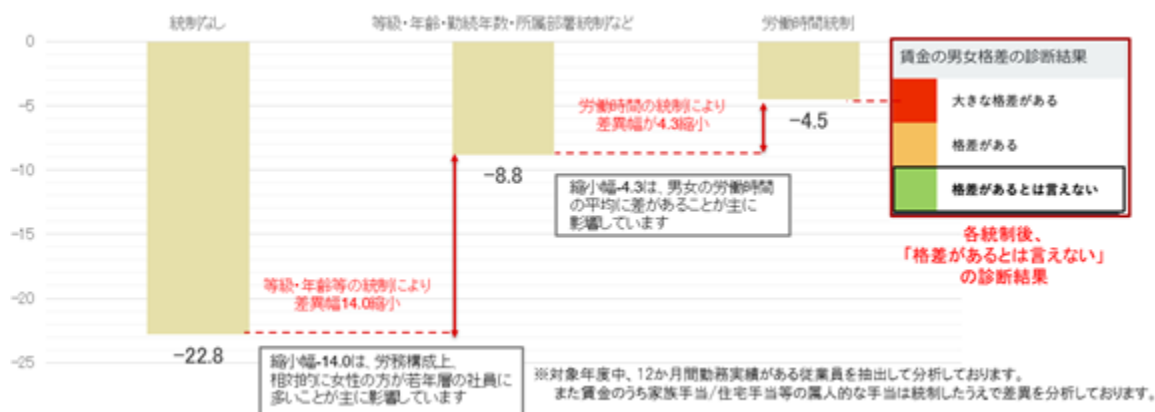 統制なし
等級・年齢・勤続年数・所属部署統制など
労働時間統制
0
-5
-10
-15
-20
-25
-22.8
-8.8
-4.5
等級・年齢等の統制により
差異幅14.0縮小
労働時間の統制により
差異幅が4.3縮小
縮小幅-14.0は、労務構成上、
相対的に女性の方が若年層の社員に
多いことが主に影響しています
縮小幅-4.3は、男女の労働時間
の平均に差があることが主に
影響しています
賃金の男女格差の診断結果
大きな格差がある
格差がある
格差があるとは言えない
各統制後、
「格差があるとは言えない」
の診断結果
※対象年度中、12か月間勤務実績がある従業員を抽出して分析しております。
また賃金のうち家族手当/住宅手当等の属人的な手当は統制したうえで差異を分析しております。